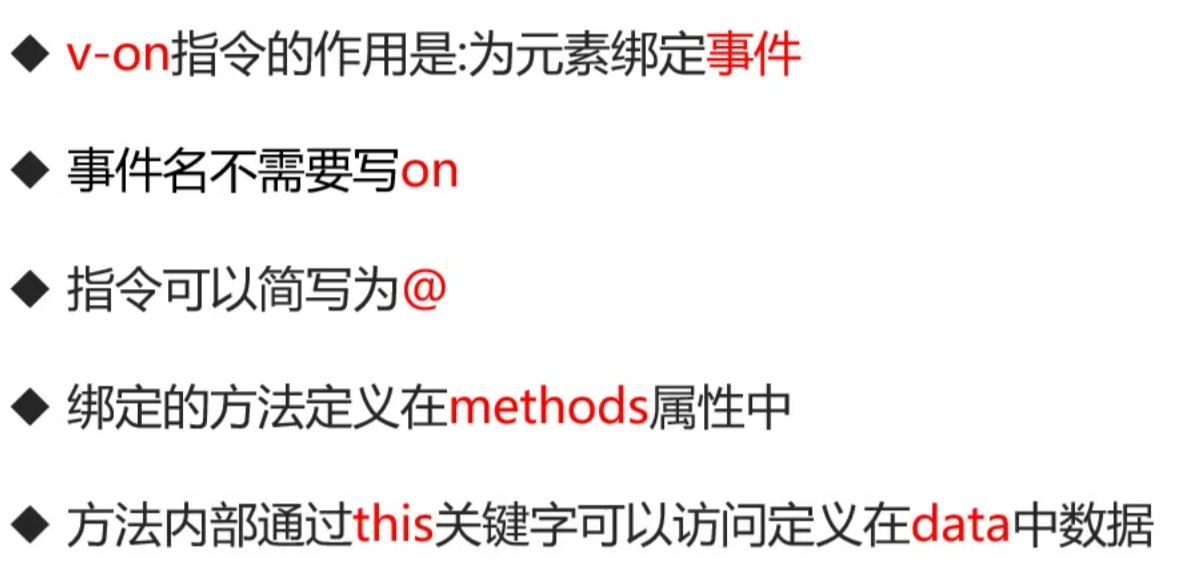 ◆ v-on指令的作用是:为元素绑定事件
◆ 事件名不需要写on
◆ 指令可以简写为@
◆ 绑定的方法定义在methods属性中
◆ 方法内部通过this关键字可以访问定义在data中数据